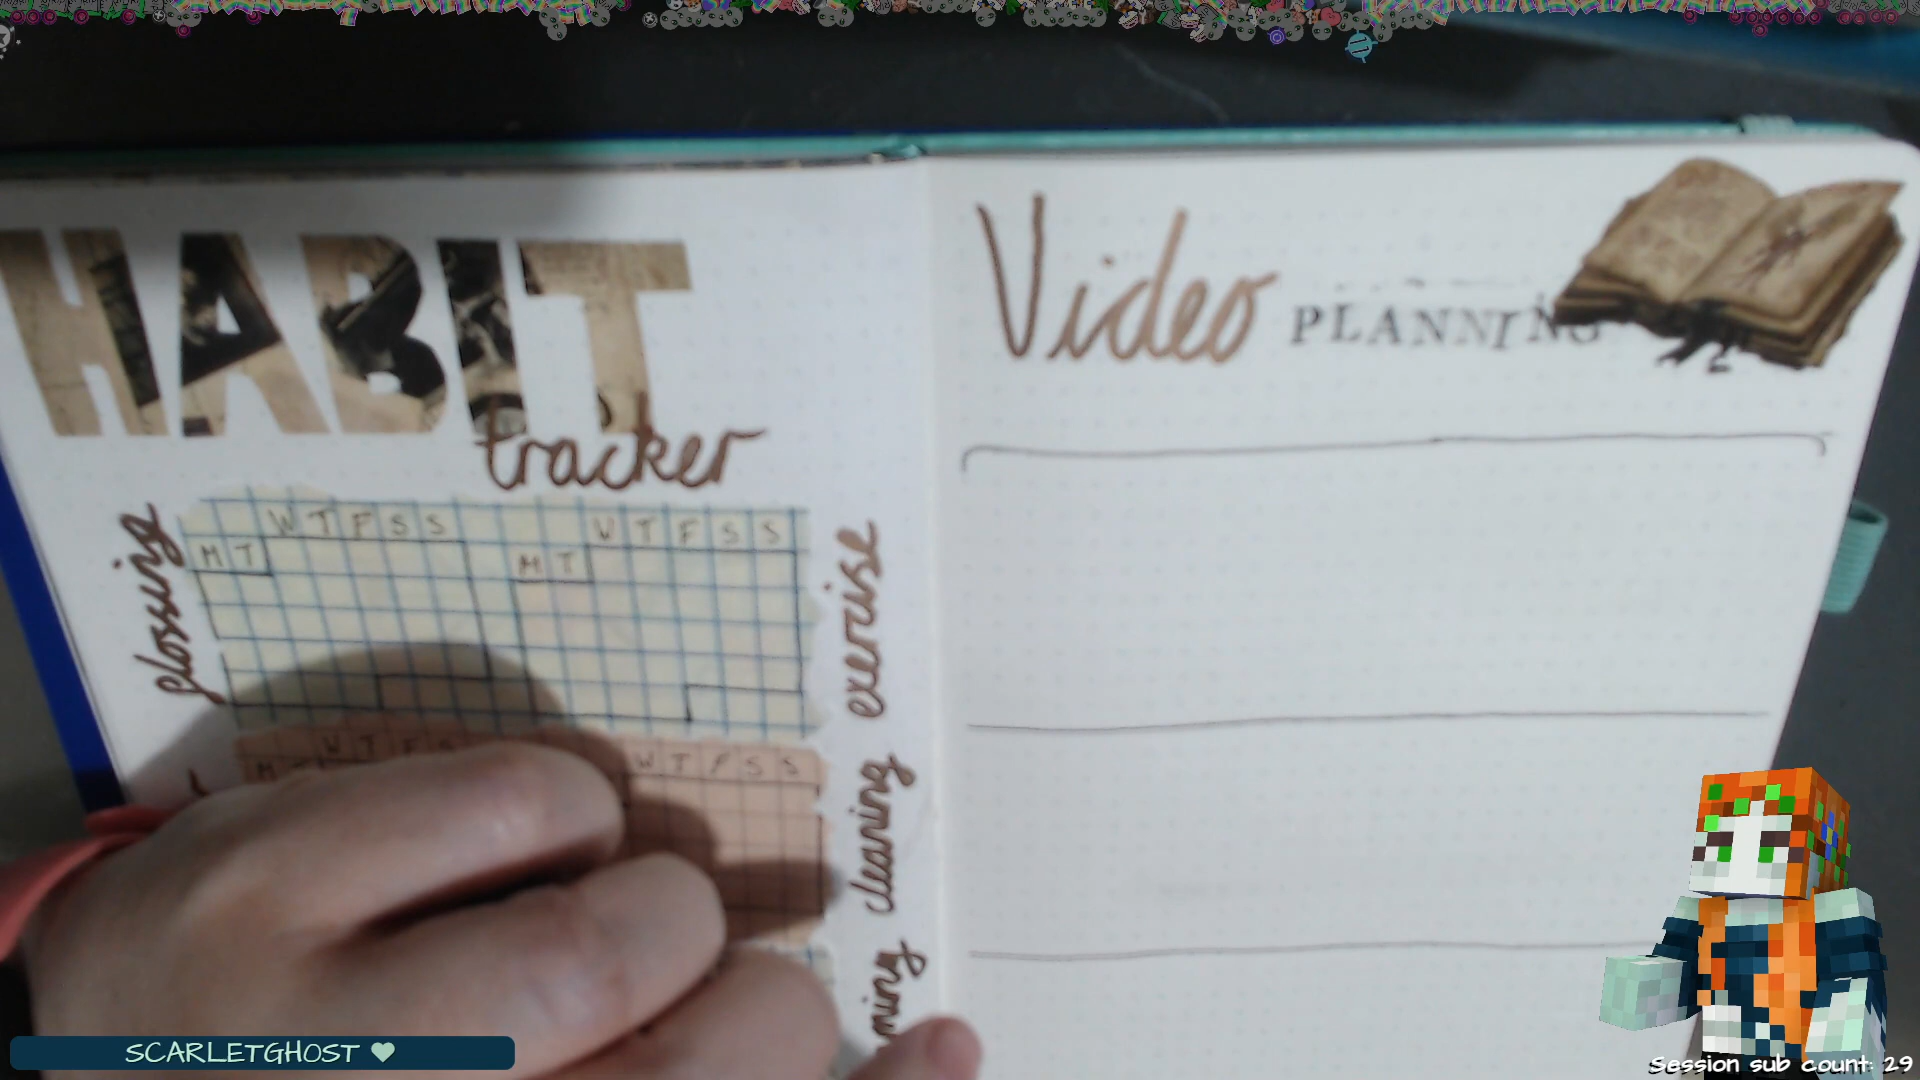 HABIT
tracker
Video PLANNING
flossing
W T F S S
M T
W T F S S
M T
exercise
W T F S
M
W T F S S
cleaning
SCARLETGHOST
Session sub count: 29